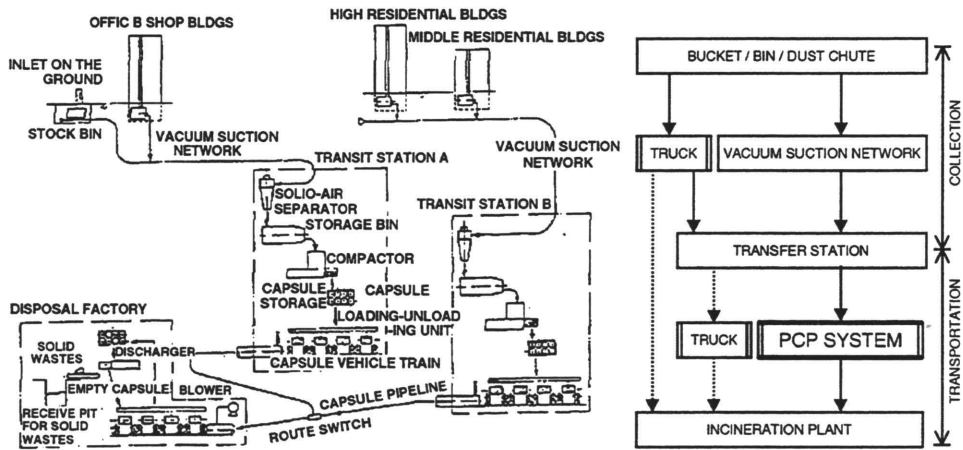 OFFIC B SHOP BLDGS
INLET ON THE
GROUND
STOCK BIN
VACUUM SUCTION
NETWORK
HIGH RESIDENTIAL BLDGS
MIDDLE RESIDENTIAL BLDGS
VACUUM SUCTION
NETWORK
TRANSIT STATION A
SOLIO-AIR
SEPARATOR
STORAGE BIN
COMPACTOR
CAPSULE
STORAGE
CAPSULE
LOADING-UNLOAD
-ING UNIT
CAPSULE VEHICLE TRAIN
TRANSIT STATION B
DISPOSAL FACTORY
SOLID
WASTES
DISCHARGER
EMPTY CAPSULE
BLOWER
RECEIVE PIT
FOR SOLID
WASTES
CAPSULE PIPELINE
ROUTE SWITCH
BUCKET / BIN / DUST CHUTE
TRUCK
VACUUM SUCTION NETWORK
TRANSFER STATION
TRUCK
PCP SYSTEM
INCINERATION PLANT
COLLECTION
TRANSPORTATION